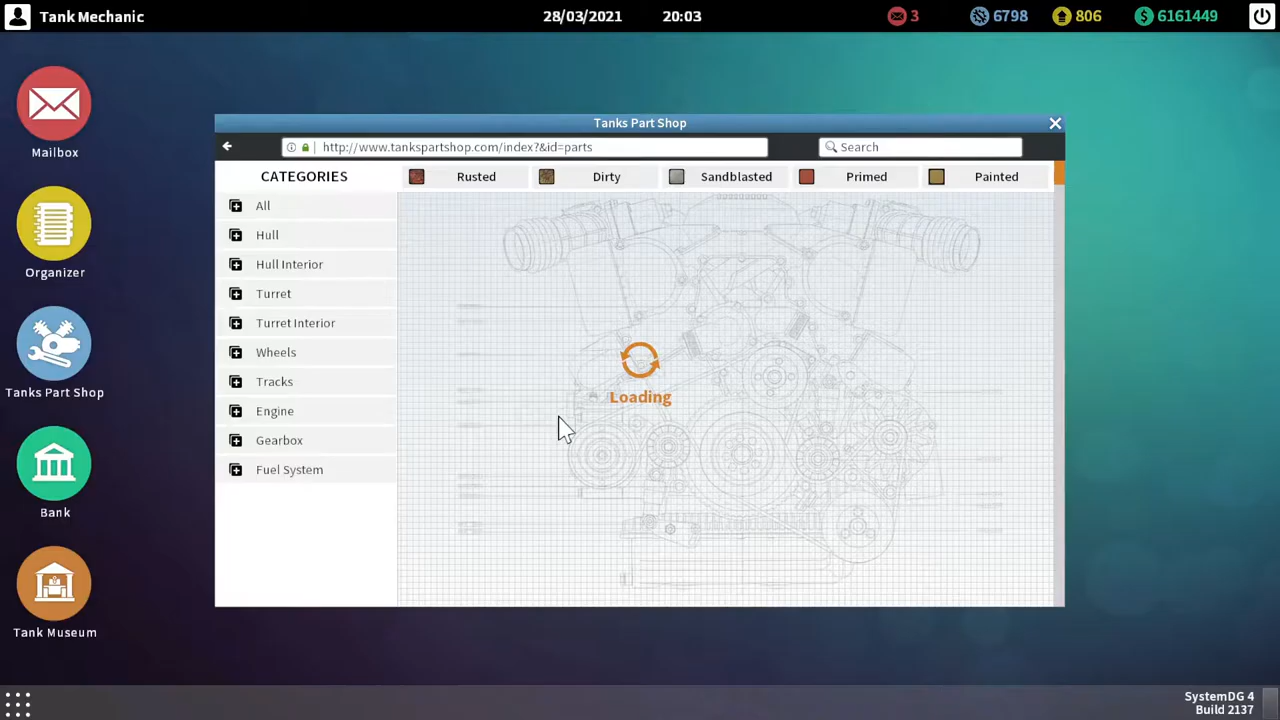 Tank Mechanic
28/03/2021
20:03
3
6798
806
6161449
Mailbox
Organizer
Tanks Part Shop
Bank
Tank Museum
Tanks Part Shop
http://www.tankspartshop.com/index?&id=parts
Search
CATEGORIES
Rusted
Dirty
Sandblasted
Primed
Painted
All
Hull
Hull Interior
Turret
Turret Interior
Wheels
Tracks
Engine
Gearbox
Fuel System
Loading
SystemDG 4
Build 2137